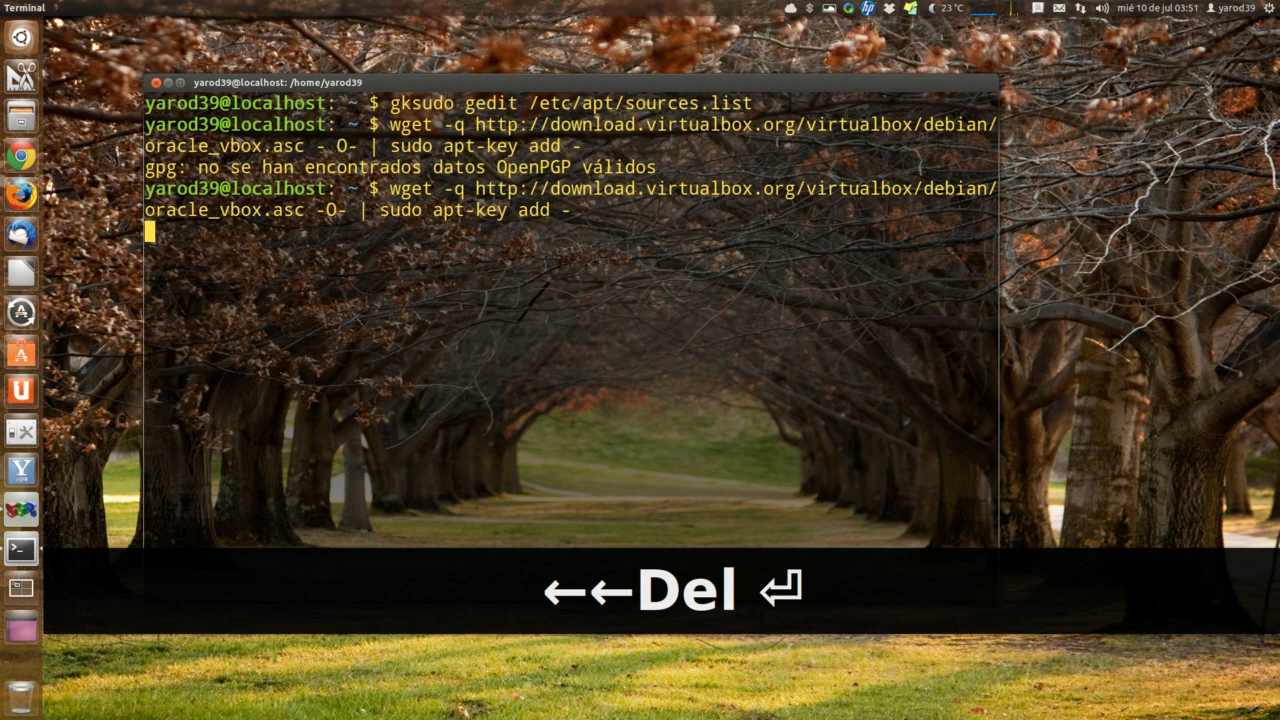 Terminal
23 °C
mié 10 de jul 03:51
yarod39
yarod39@localhost: /home/yarod39
yarod39@localhost: ~ $ gksudo gedit /etc/apt/sources.list
yarod39@localhost: ~ $ wget -q http://download.virtualbox.org/virtualbox/debian/
oracle_vbox.asc - O- | sudo apt-key add -
gpg: no se han encontrados datos OpenPGP válidos
yarod39@localhost: ~ $ wget -q http://download.virtualbox.org/virtualbox/debian/
oracle_vbox.asc -O- | sudo apt-key add -
←←Del ⏎